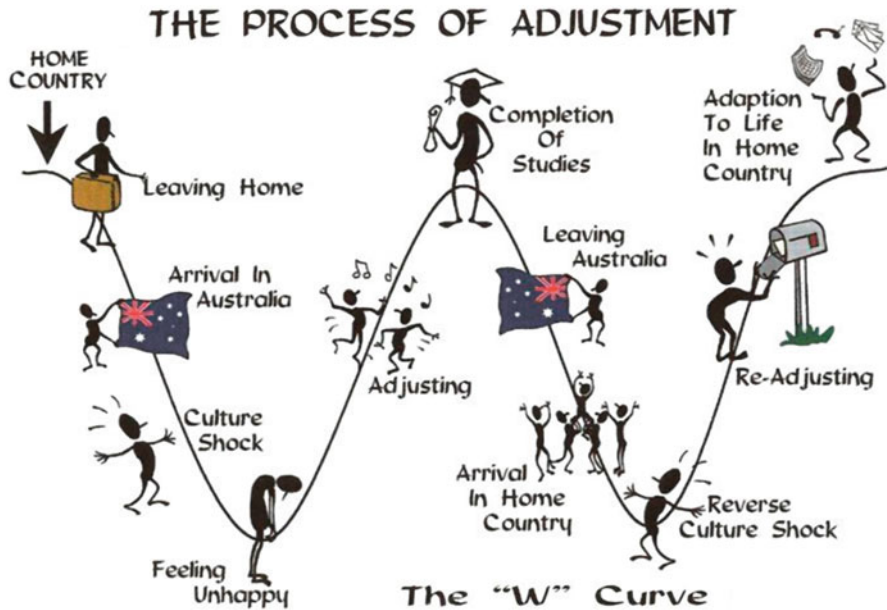 THE PROCESS OF ADJUSTMENT
HOME
COUNTRY
Leaving Home
Arrival In
Australia
Culture
Shock
Feeling
Unhappy
Adjusting
Completion
Of
Studies
Leaving
Australia
Arrival
In Home
Country
Reverse
Culture Shock
Re-Adjusting
Adaption
To Life
In Home
Country
The "W" Curve